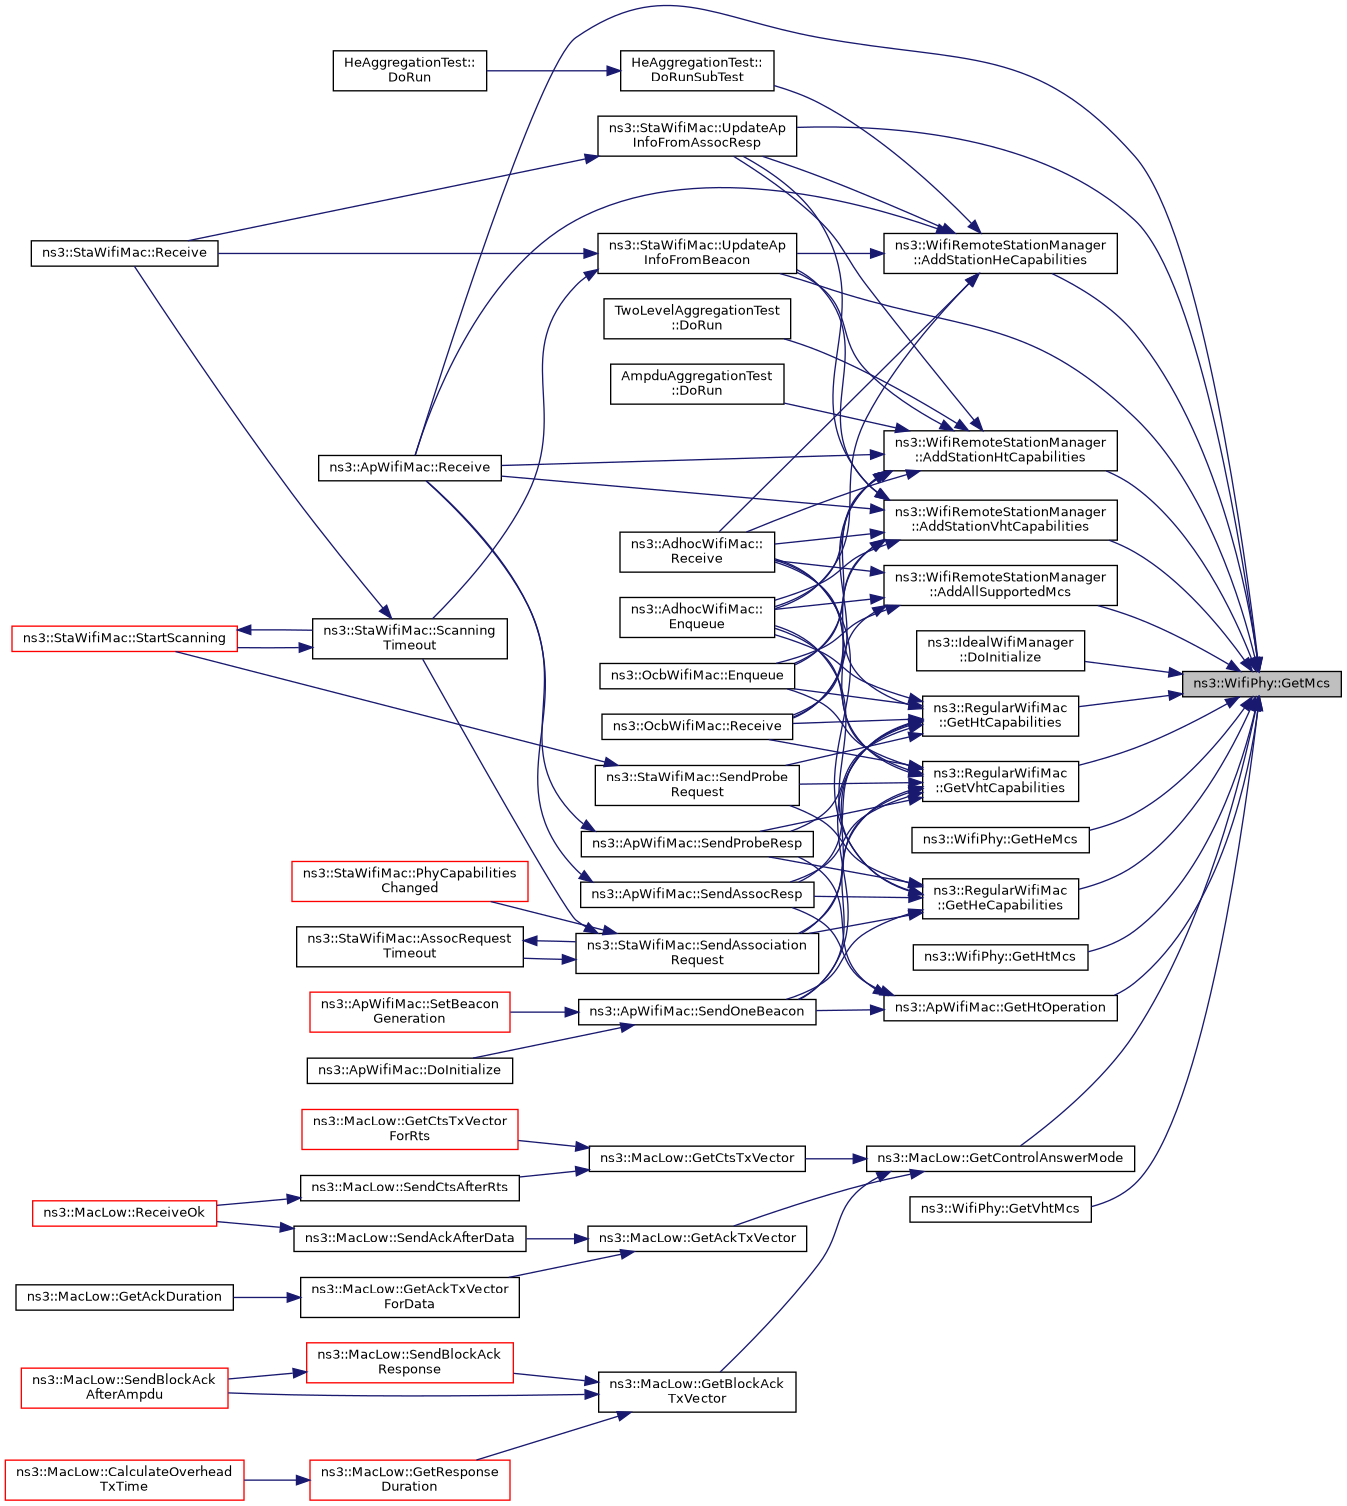 HeAggregationTest::
DoRun
HeAggregationTest::
DoRunSubTest
ns3::StaWifiMac::UpdateAp
InfoFromAssocResp
ns3::StaWifiMac::Receive
ns3::StaWifiMac::UpdateAp
InfoFromBeacon
ns3::WifiRemoteStationManager
::AddStationHeCapabilities
TwoLevelAggregationTest
::DoRun
AmpduAggregationTest
::DoRun
ns3::WifiRemoteStationManager
::AddStationHtCapabilities
ns3::ApWifiMac::Receive
ns3::WifiRemoteStationManager
::AddStationVhtCapabilities
ns3::AdhocWifiMac::
Receive
ns3::WifiRemoteStationManager
::AddAllSupportedMcs
ns3::AdhocWifiMac::
Enqueue
ns3::StaWifiMac::StartScanning
ns3::StaWifiMac::Scanning
Timeout
ns3::IdealWifiManager
::DoInitialize
ns3::OcbWifiMac::Enqueue
ns3::WifiPhy::GetMcs
ns3::OcbWifiMac::Receive
ns3::RegularWifiMac
::GetHtCapabilities
ns3::StaWifiMac::SendProbe
Request
ns3::RegularWifiMac
::GetVhtCapabilities
ns3::ApWifiMac::SendProbeResp
ns3::WifiPhy::GetHeMcs
ns3::StaWifiMac::PhyCapabilities
Changed
ns3::ApWifiMac::SendAssocResp
ns3::RegularWifiMac
::GetHeCapabilities
ns3::StaWifiMac::AssocRequest
Timeout
ns3::StaWifiMac::SendAssociation
Request
ns3::WifiPhy::GetHtMcs
ns3::ApWifiMac::SetBeacon
Generation
ns3::ApWifiMac::SendOneBeacon
ns3::ApWifiMac::GetHtOperation
ns3::ApWifiMac::DoInitialize
ns3::MacLow::GetCtsTxVector
ForRts
ns3::MacLow::GetCtsTxVector
ns3::MacLow::GetControlAnswerMode
ns3::MacLow::SendCtsAfterRts
ns3::MacLow::ReceiveOk
ns3::WifiPhy::GetVhtMcs
ns3::MacLow::SendAckAfterData
ns3::MacLow::GetAckTxVector
ns3::MacLow::GetAckDuration
ns3::MacLow::GetAckTxVector
ForData
ns3::MacLow::SendBlockAck
Response
ns3::MacLow::SendBlockAck
AfterAmpdu
ns3::MacLow::GetBlockAck
TxVector
ns3::MacLow::CalculateOverhead
TxTime
ns3::MacLow::GetResponse
Duration